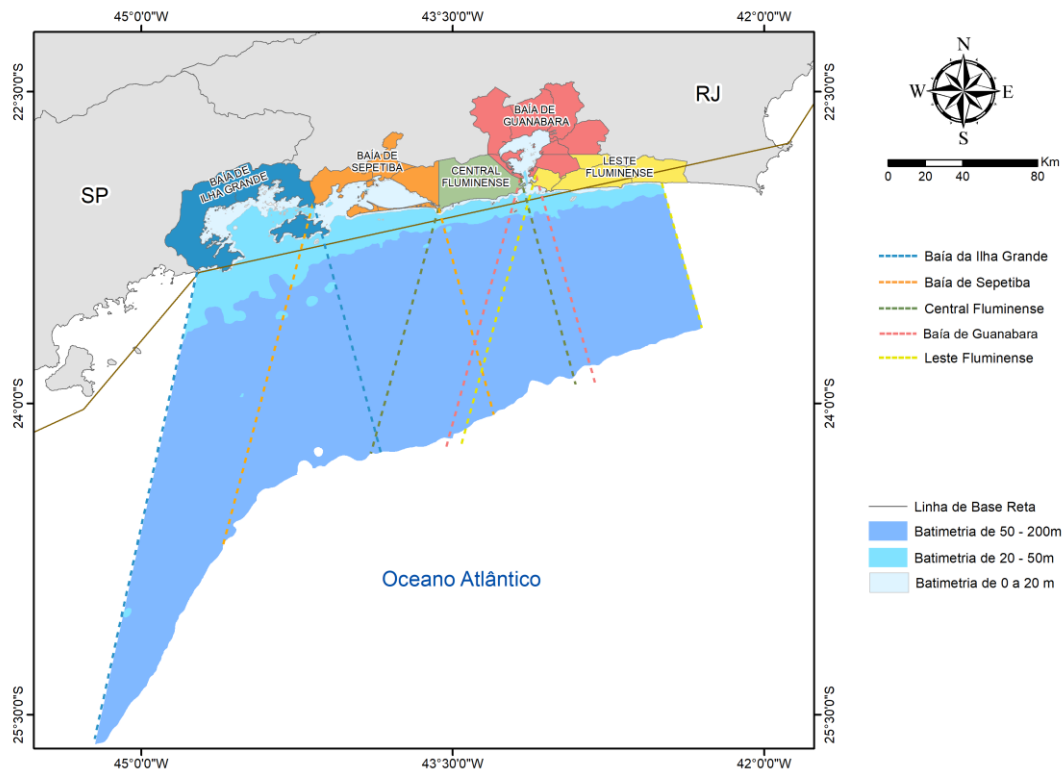 45°0'0"W
43°30'0"W
42°0'0"W
22°30'0"S
22°30'0"S
RJ
SP
BAÍA DE
GUANABARA
BAÍA DE
SEPETIBA
BAÍA DE
ILHA GRANDE
CENTRAL
FLUMINENSE
LESTE
FLUMINENSE
24°0'0"S
24°0'0"S
Oceano Atlântico
25°30'0"S
25°30'0"S
45°0'0"W
43°30'0"W
42°0'0"W
N
W
E
S
Km
0 20 40 80
Baía da Ilha Grande
Baía de Sepetiba
Central Fluminense
Baía de Guanabara
Leste Fluminense
Linha de Base Reta
Batimetria de 50 - 200m
Batimetria de 20 - 50m
Batimetria de 0 a 20 m